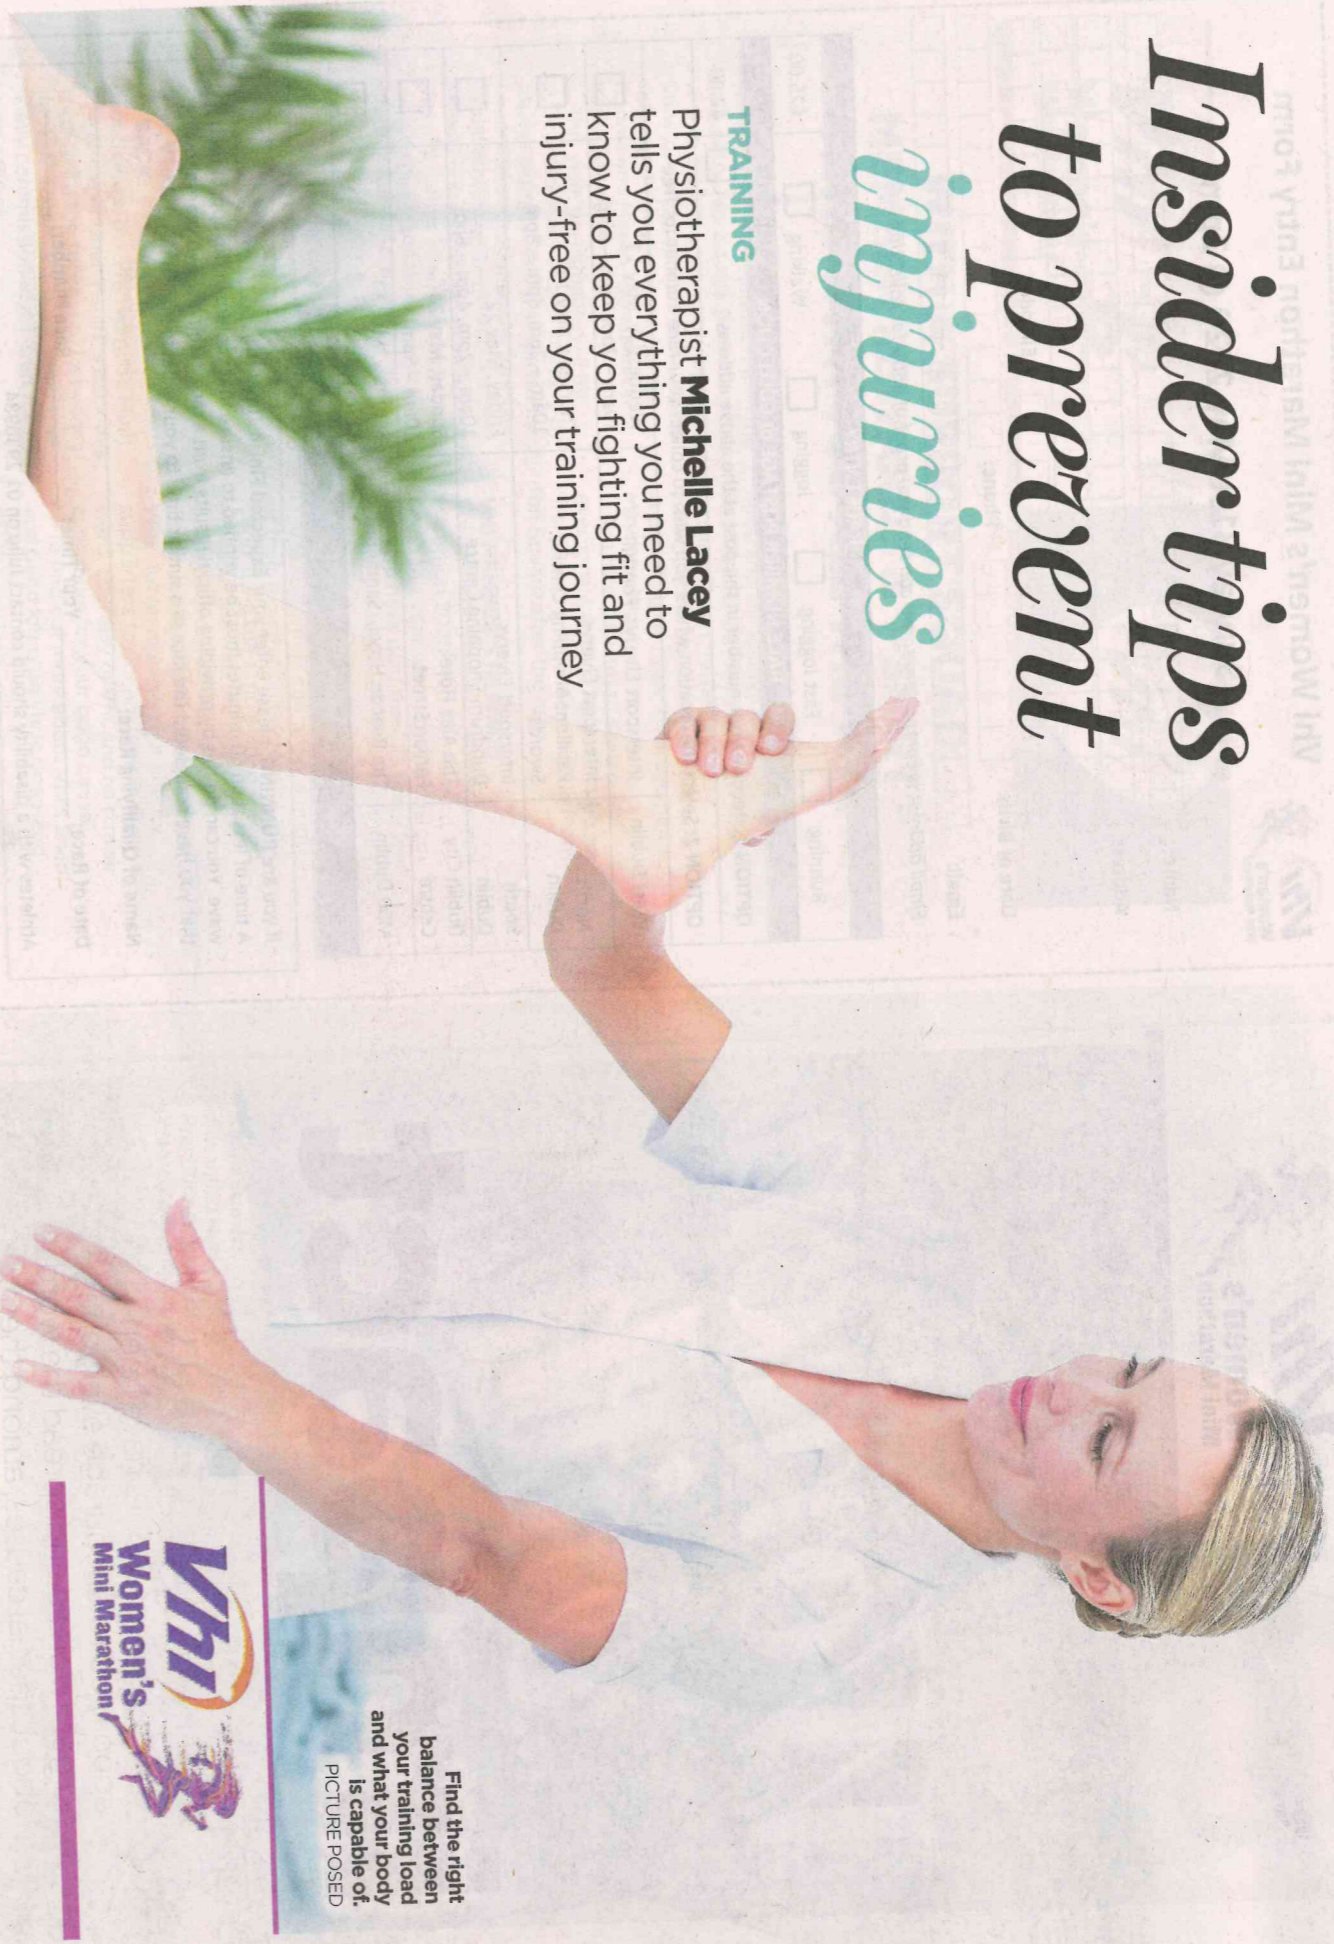 Insider tips
to prevent
injuries
TRAINING
Physiotherapist Michelle Lacey
tells you everything you need to
know to keep you fighting fit and
injury-free on your training journey
Find the right
balance between
your training load
and what your body
is capable of.
PICTURE POSED
Vhi
Women's
Mini Marathon